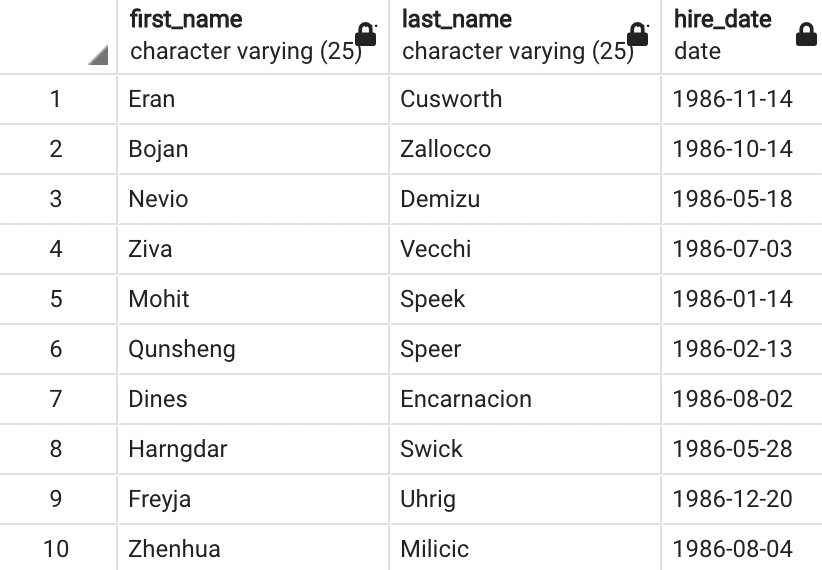 first_name last_name hire_date
character varying (25) character varying (25) date
1 Eran Cusworth 1986-11-14
2 Bojan Zallocco 1986-10-14
3 Nevio Demizu 1986-05-18
4 Ziva Vecchi 1986-07-03
5 Mohit Speek 1986-01-14
6 Qunsheng Speer 1986-02-13
7 Dines Encarnacion 1986-08-02
8 Harngdar Swick 1986-05-28
9 Freyja Uhrig 1986-12-20
10 Zhenhua Milicic 1986-08-04